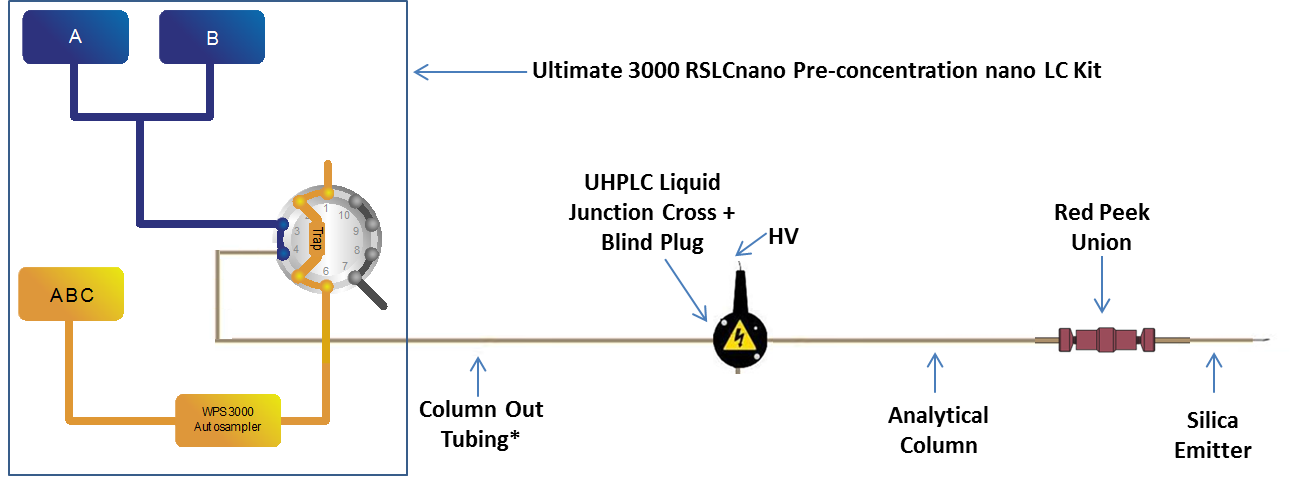 A
B
Ultimate 3000 RSLCnano Pre-concentration nano LC Kit
UHPLC Liquid
Junction Cross +
Blind Plug
HV
Red Peek
Union
1
10
3
9
Trap
4
8
6
7
ABC
WPS3000
Autosampler
Column Out
Tubing*
Analytical
Column
Silica
Emitter